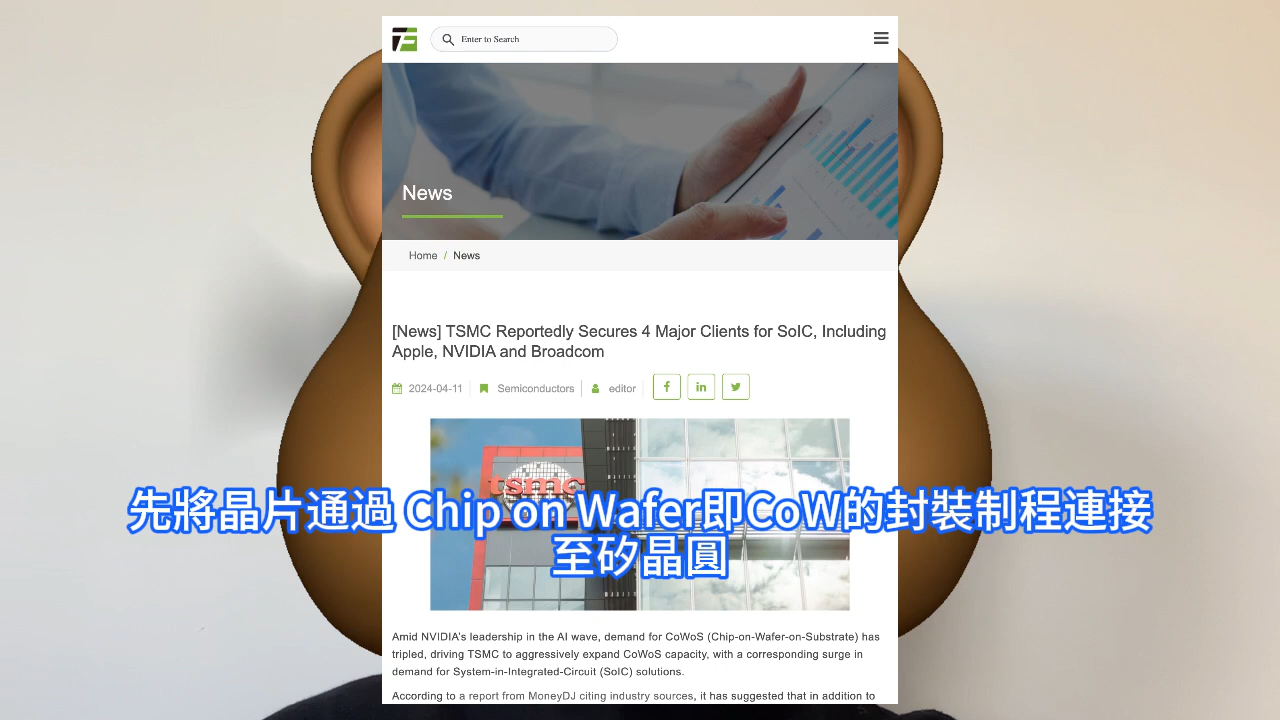 Enter to Search
News
Home / News
[News] TSMC Reportedly Secures 4 Major Clients for SoIC, Including
Apple, NVIDIA and Broadcom
2024-04-11
Semiconductors
editor
tsmc
先將晶片通過 Chip on Wafer即CoW的封裝制程連接
至矽晶圓
Amid NVIDIA's leadership in the AI wave, demand for CoWoS (Chip-on-Wafer-on-Substrate) has
tripled, driving TSMC to aggressively expand CoWoS capacity, with a corresponding surge in
demand for System-in-Integrated-Circuit (SoIC) solutions.
According to a report from MoneyDJ citing industry sources, it has suggested that in addition to